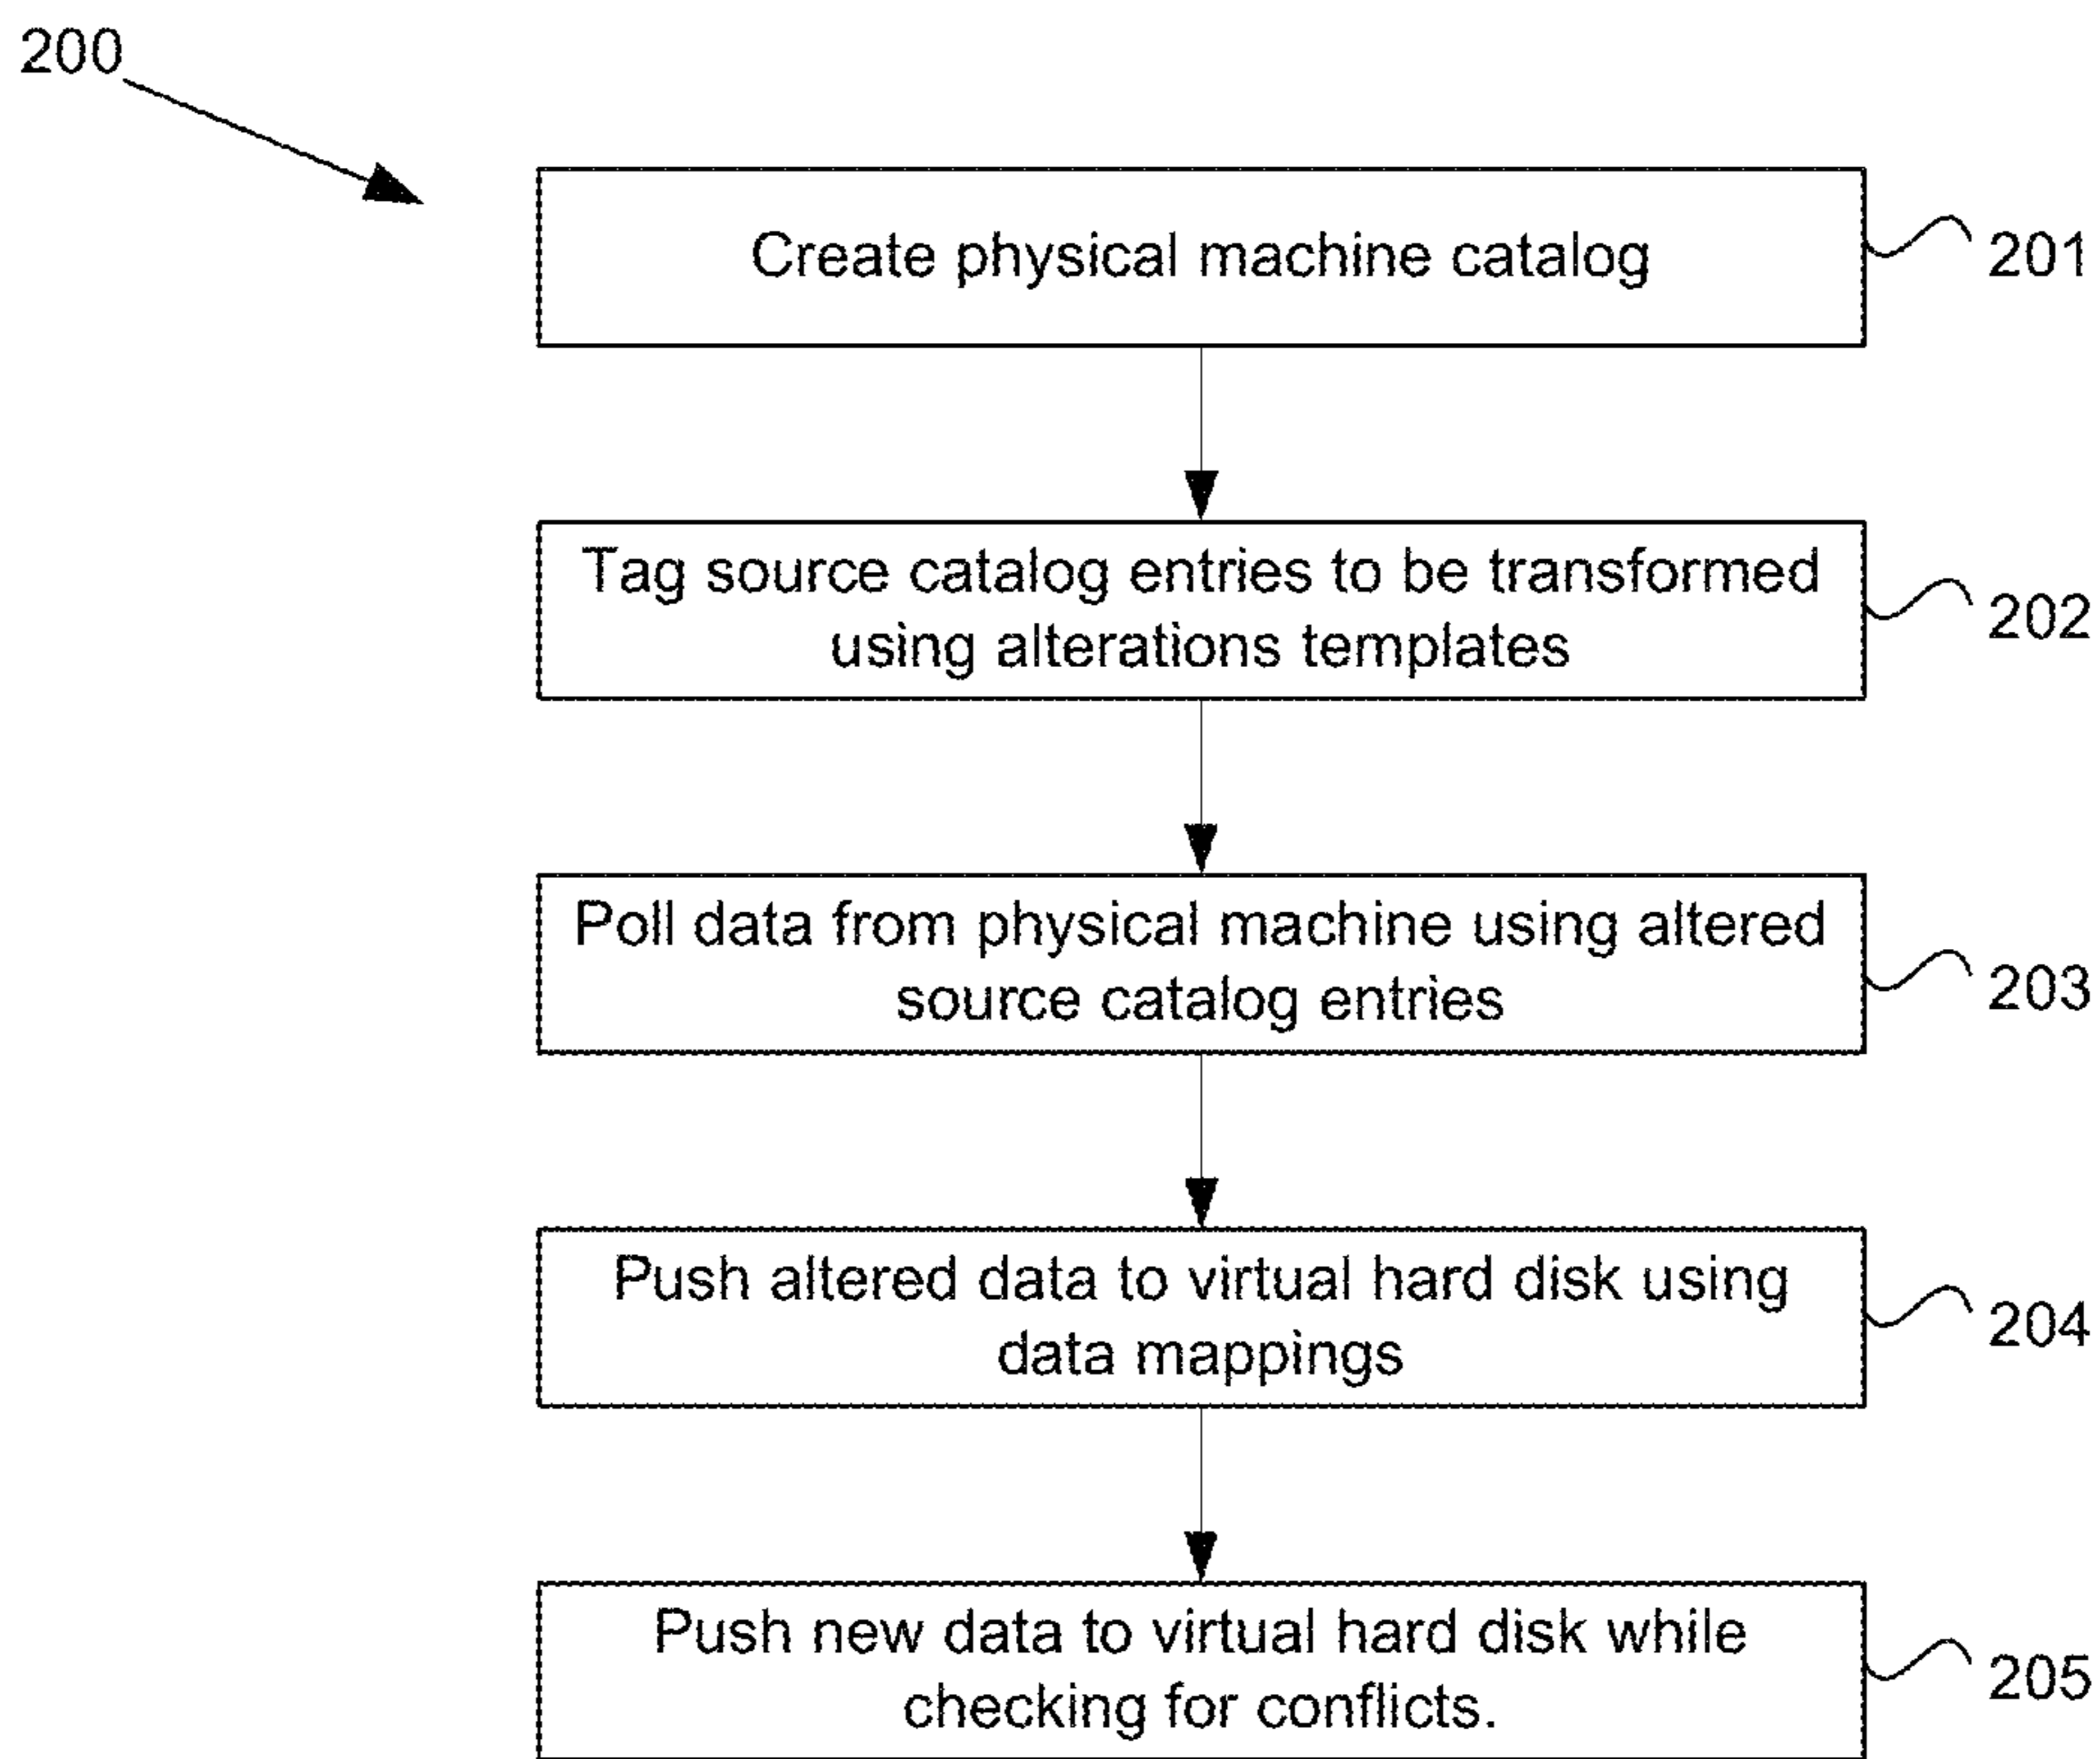 200
Create physical machine catalog
201
Tag source catalog entries to be transformed
using alterations templates
202
Poll data from physical machine using altered
source catalog entries
203
Push altered data to virtual hard disk using
data mappings
204
Push new data to virtual hard disk while
checking for conflicts.
205